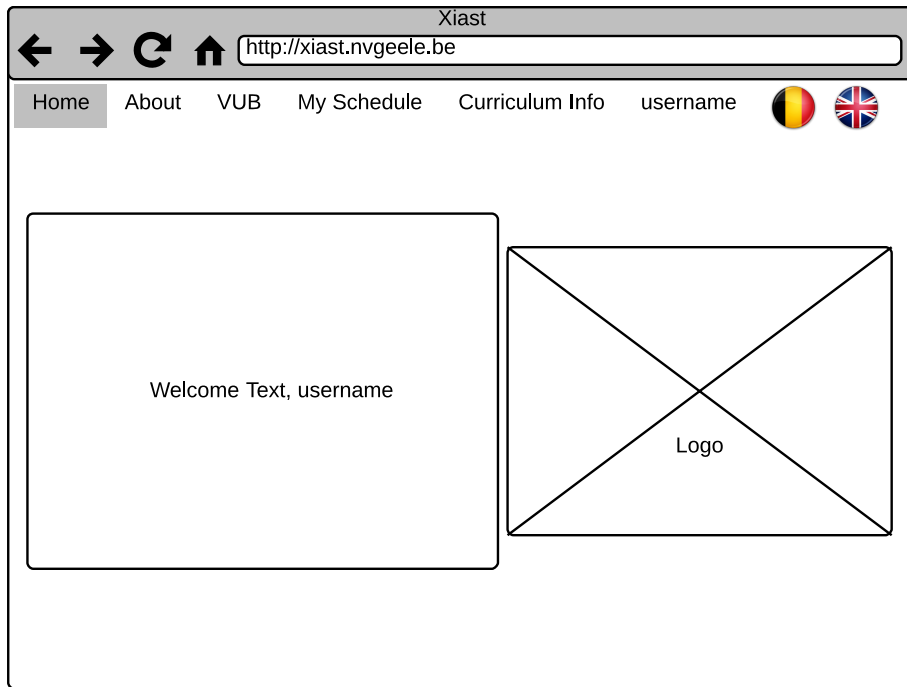 Xiast
http://xiast.nvgeele.be
Home About VUB My Schedule Curriculum Info username
Welcome Text, username
Logo